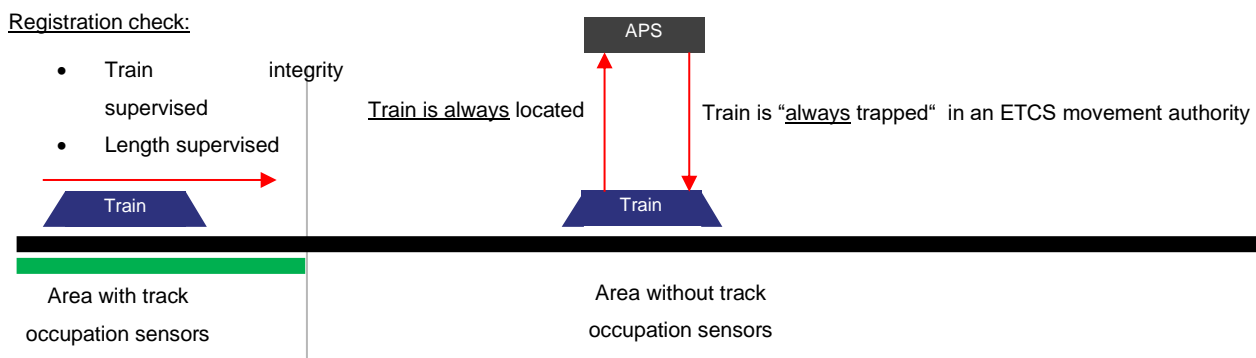 Registration check:
• Train integrity
supervised
• Length supervised
Train
Area with track
occupation sensors
APS
Train is always located
Train is “always trapped“ in an ETCS movement authority
Train
Area without track
occupation sensors